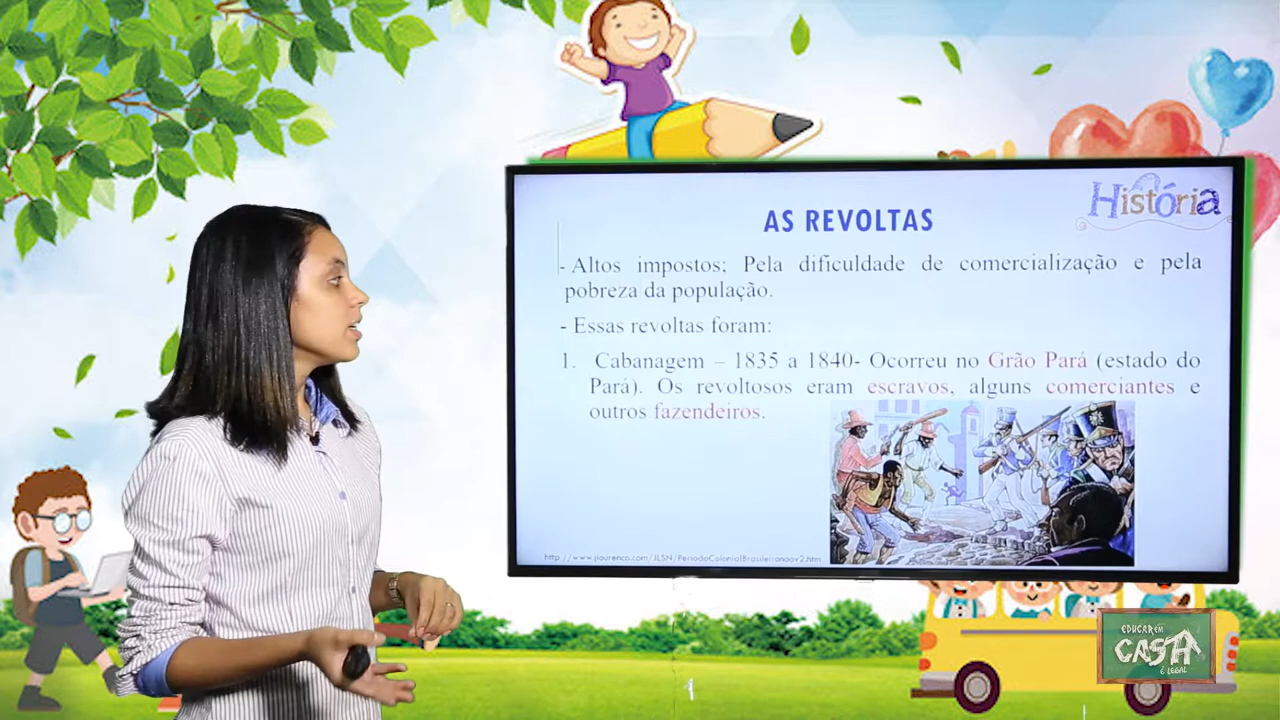 História
AS REVOLTAS
- Altos impostos; Pela dificuldade de comercialização e pela
pobreza da população.
- Essas revoltas foram:
1. Cabanagem – 1835 a 1840- Ocorreu no Grão Pará (estado do
Pará). Os revoltosos eram escravos, alguns comerciantes e
outros fazendeiros.
EDUCAR EM
CASA
É LEGAL